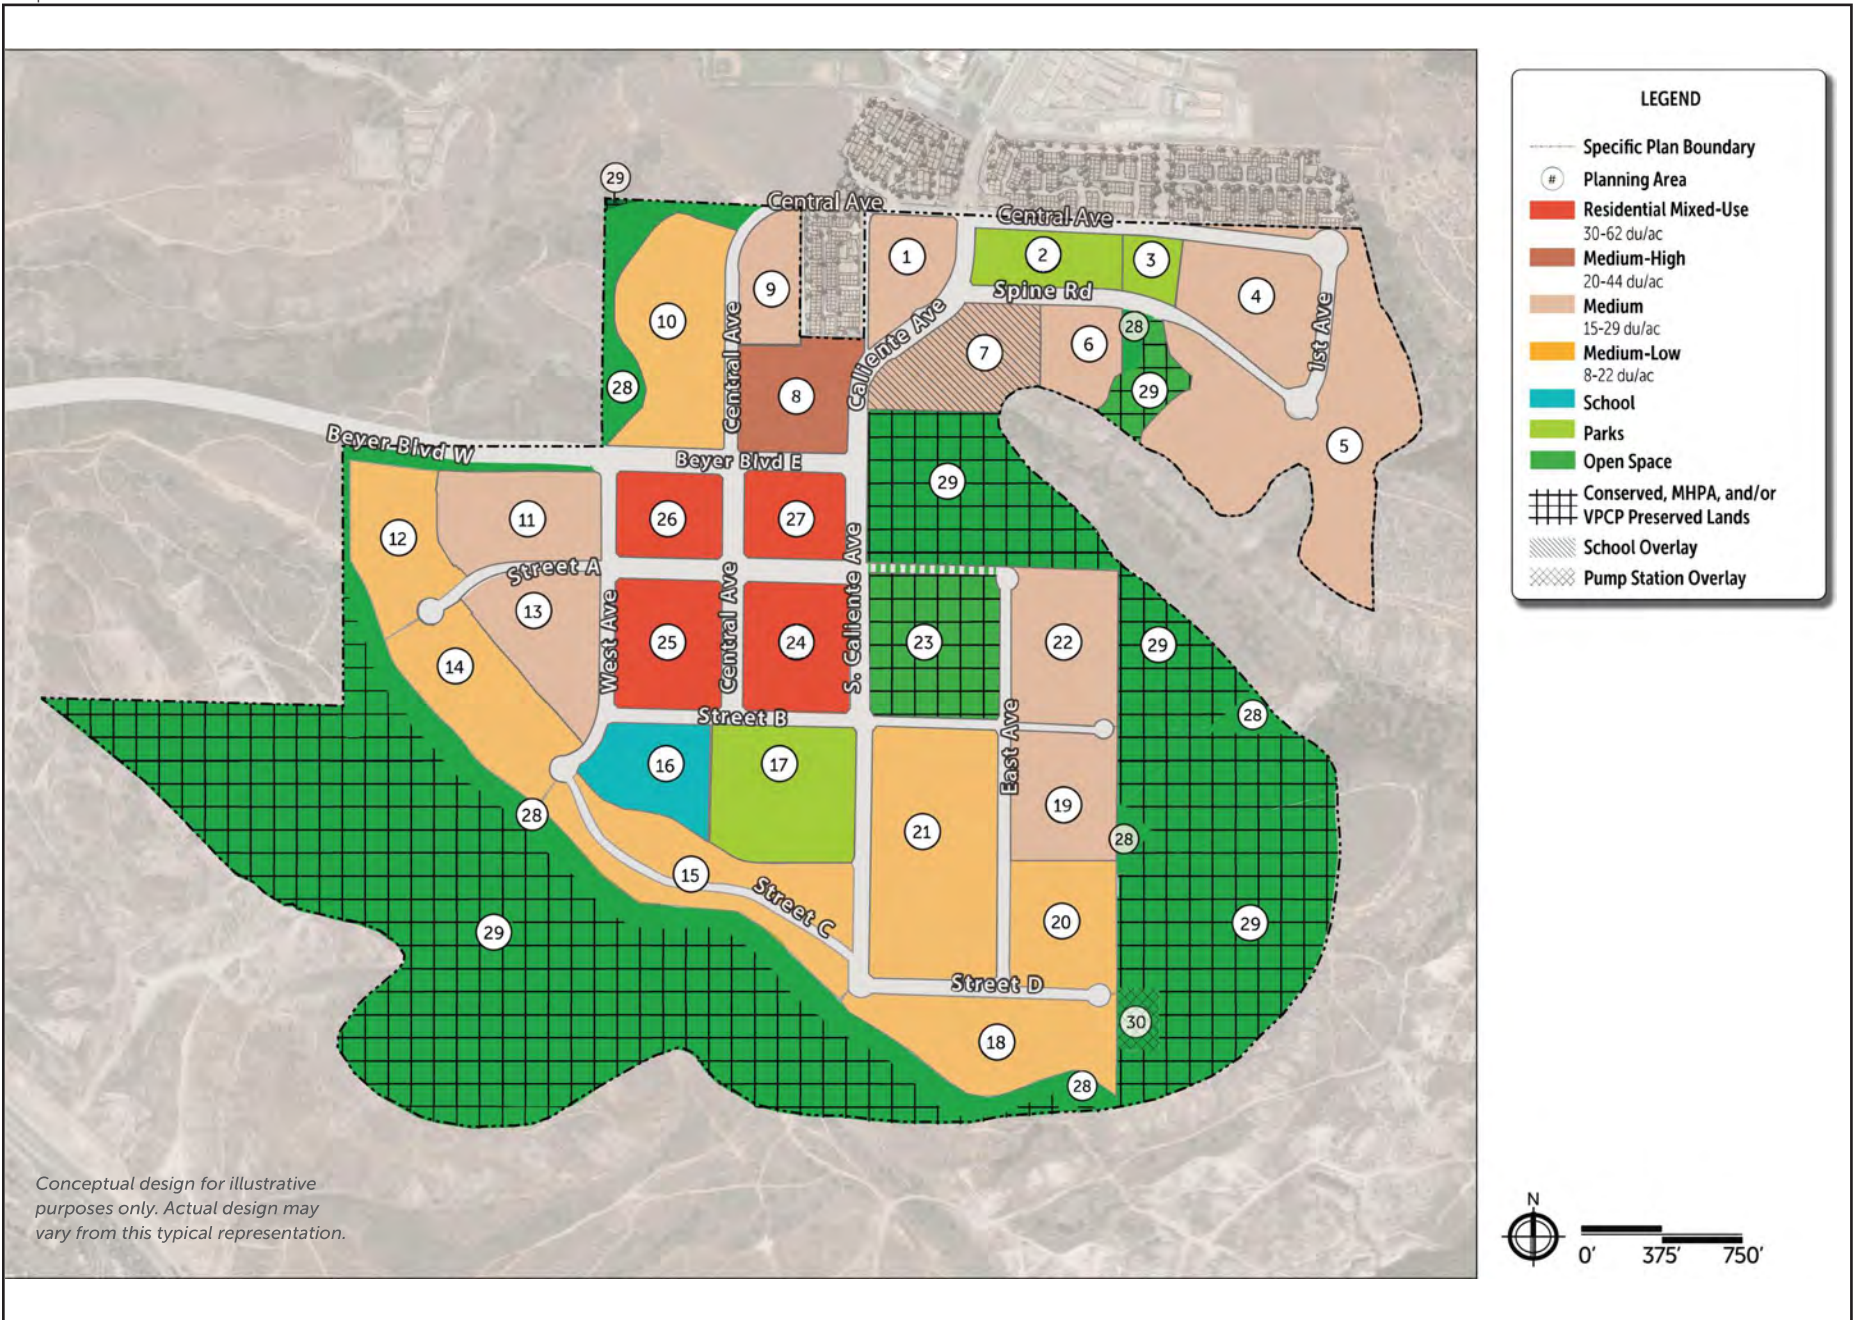 29
Central Ave
Central Ave
1
2
3
9
Spine Rd
4
10
28
Central Ave
Caliente Ave
7
6
1st Ave
28
8
29
5
Beyer Blvd W
Beyer Blvd E
29
12
11
26
27
Street A
13
West Ave
25
Central Ave
24
S. Caliente Ave
23
22
29
14
28
Street B
16
17
East Ave
19
28
28
21
15
Street C
20
29
29
Street D
30
18
28
Conceptual design for illustrative
purposes only. Actual design may
vary from this typical representation.
LEGEND
Specific Plan Boundary
# Planning Area
Residential Mixed-Use
30-62 du/ac
Medium-High
20-44 du/ac
Medium
15-29 du/ac
Medium-Low
8-22 du/ac
School
Parks
Open Space
Conserved, MHPA, and/or
VPCP Preserved Lands
School Overlay
Pump Station Overlay
N
0' 375' 750'